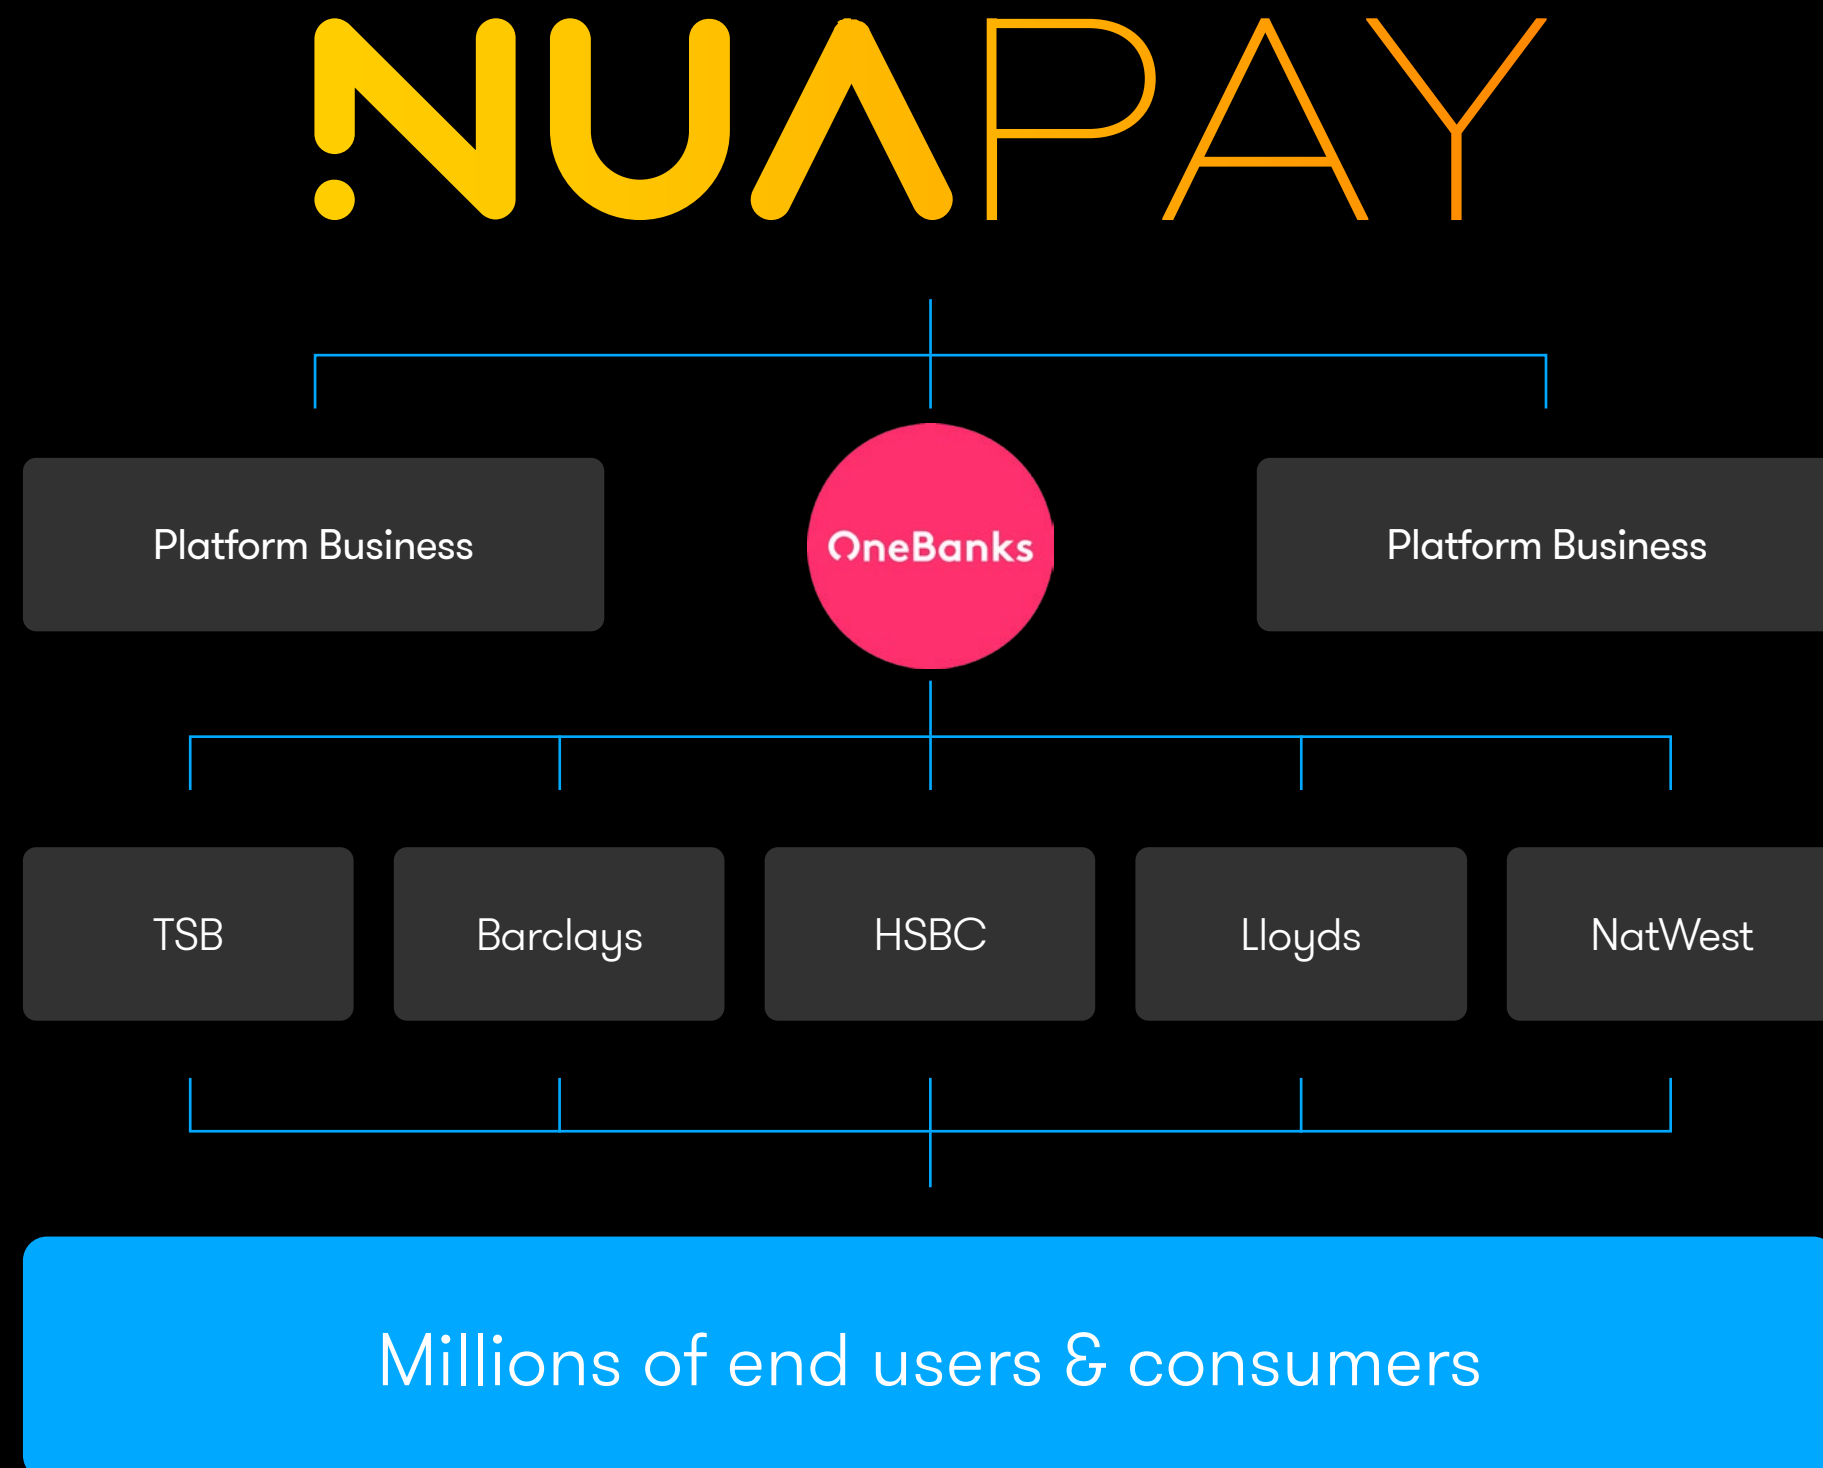 NUAPAY
Platform Business
OneBanks
Platform Business
TSB
Barclays
HSBC
Lloyds
NatWest
Millions of end users & consumers